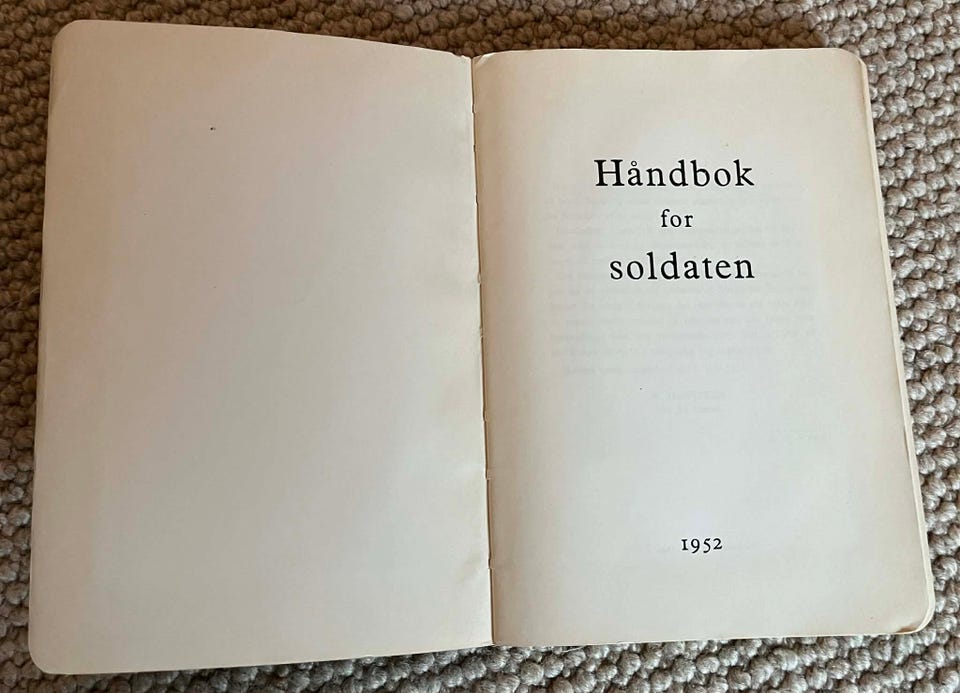 Håndbok
for
soldaten
1952